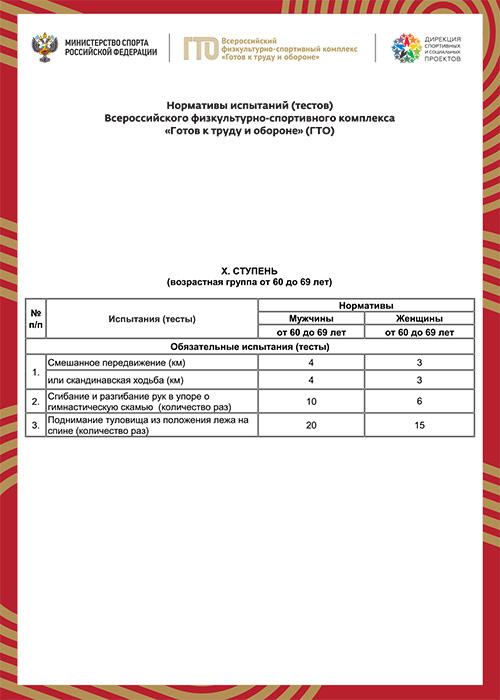 МИНИСТЕРСТВО СПОРТА
РОССИЙСКОЙ ФЕДЕРАЦИИ
ГТО
Всероссийский
физкультурно-спортивный комплекс
«Готов к труду и обороне»
ДИРЕКЦИЯ
СПОРТИВНЫХ
И СОЦИАЛЬНЫХ
ПРОЕКТОВ
Нормативы испытаний (тестов)
Всероссийского физкультурно-спортивного комплекса
«Готов к труду и обороне» (ГТО)
X. СТУПЕНЬ
(возрастная группа от 60 до 69 лет)
№ п/п Испытания (тесты) Нормативы
Мужчины Женщины
от 60 до 69 лет от 60 до 69 лет
Обязательные испытания (тесты)
1. Смешанное передвижение (км) 4 3
или скандинавская ходьба (км) 4 3
2. Сгибание и разгибание рук в упоре о
гимнастическую скамью (количество раз) 10 6
3. Поднимание туловища из положения лежа на
спине (количество раз) 20 15